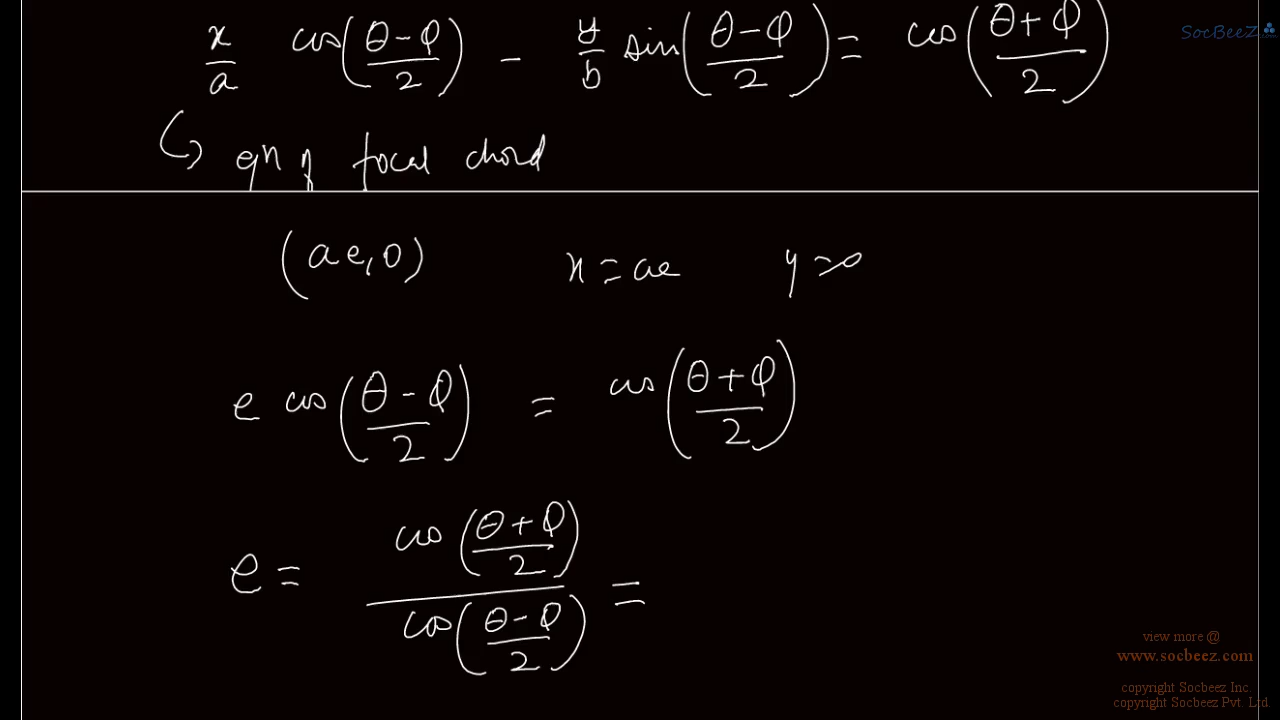 x/a cos(θ-φ/2) - y/b sin(θ-φ/2) = cos(θ+φ/2)
SocBeeZ
↳ eqn of focal chord
(ae,0) x=ae y=0
e cos(θ-φ/2) = cos(θ+φ/2)
e = cos(θ+φ/2)/cos(θ-φ/2) =
view more @
www.socbeez.com
copyright Socbeez Inc.
copyright Socbeez Pvt. Ltd.